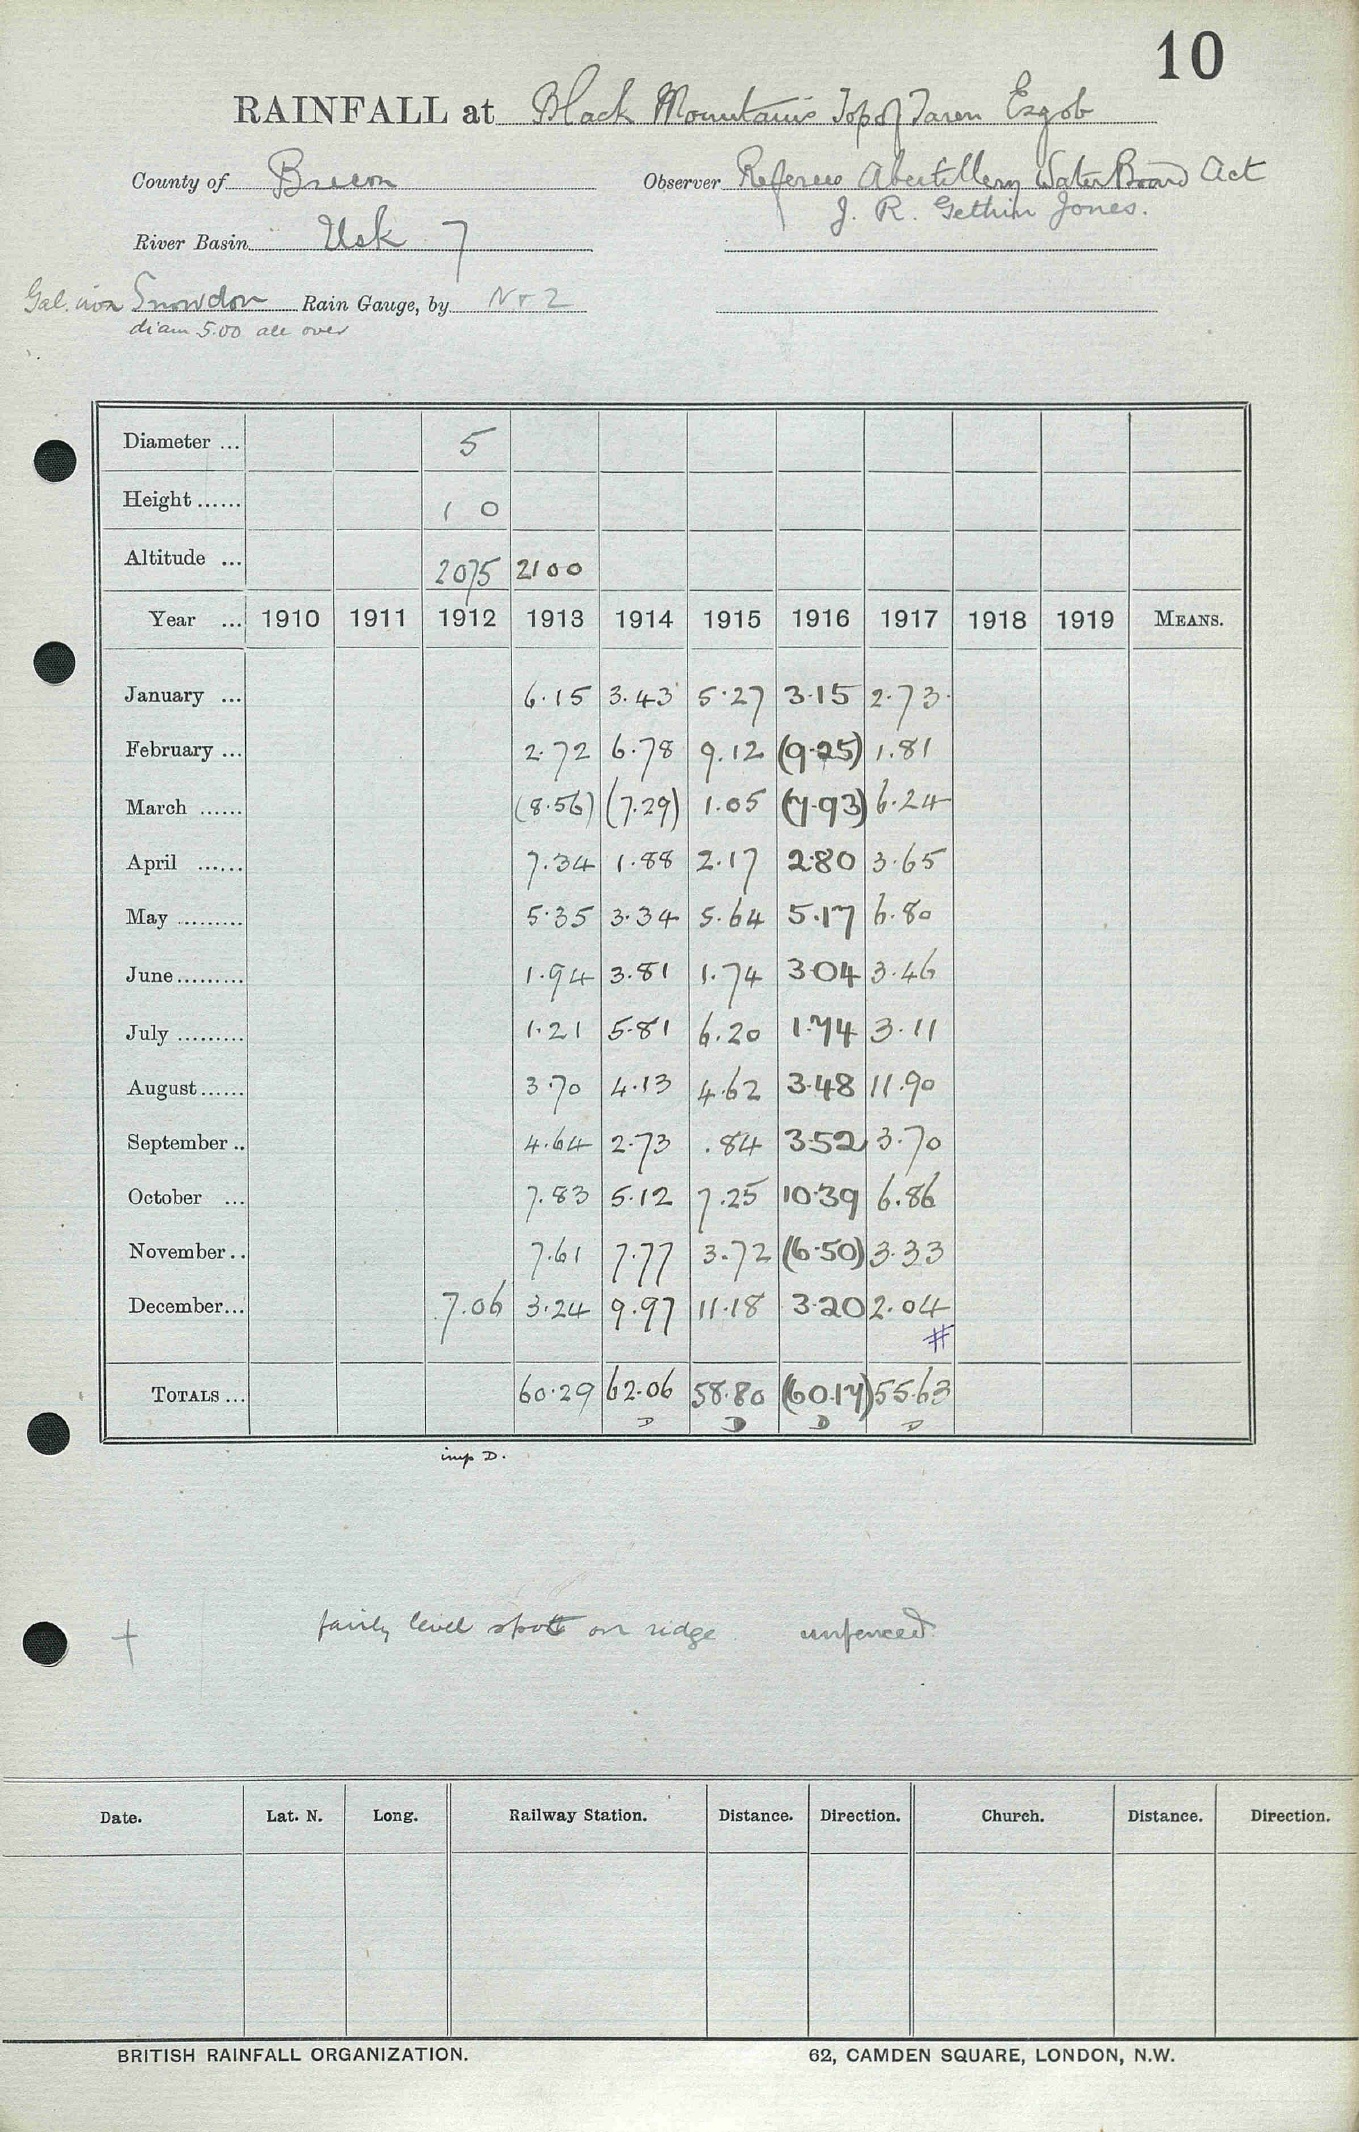 10
RAINFALL at Black Mountains Top of Taren Esgob
County of Brecon Observer Referees Abertillery Water Board Act
J. R. Gethin Jones.
River Basin Usk 7
Gal. iron Snowdon Rain Gauge, by No 2
diam 5.00 all over
Diameter ... 5
Height ...... 1 0
Altitude ... 2075 2100
Year ... 1910 1911 1912 1913 1914 1915 1916 1917 1918 1919 MEANS.
January ... 6.15 3.43 5.27 3.15 2.73
February ... 2.72 6.78 9.12 (9.25) 1.81
March ...... (8.56) (7.29) 1.05 (7.93) 6.24
April ...... 7.34 1.88 2.17 2.80 3.65
May ......... 5.35 3.34 5.64 5.17 6.80
June ......... 1.94 3.81 1.74 3.04 3.46
July ......... 1.21 5.81 6.20 1.74 3.11
August ...... 3.70 4.13 4.62 3.48 11.90
September .. 4.64 2.73 .84 3.52 3.70
October ... 7.83 5.12 7.25 10.39 6.86
November .. 7.61 7.77 3.72 (6.50) 3.33
December ... 7.06 3.24 9.97 11.18 3.20 2.04
#
TOTALS ... 60.29 62.06 58.80 (60.17) 55.63
D D D D
imp D.
† fairly level spot on ridge unfenced
Date. Lat. N. Long. Railway Station. Distance. Direction. Church. Distance. Direction.
BRITISH RAINFALL ORGANIZATION. 62, CAMDEN SQUARE, LONDON, N.W.